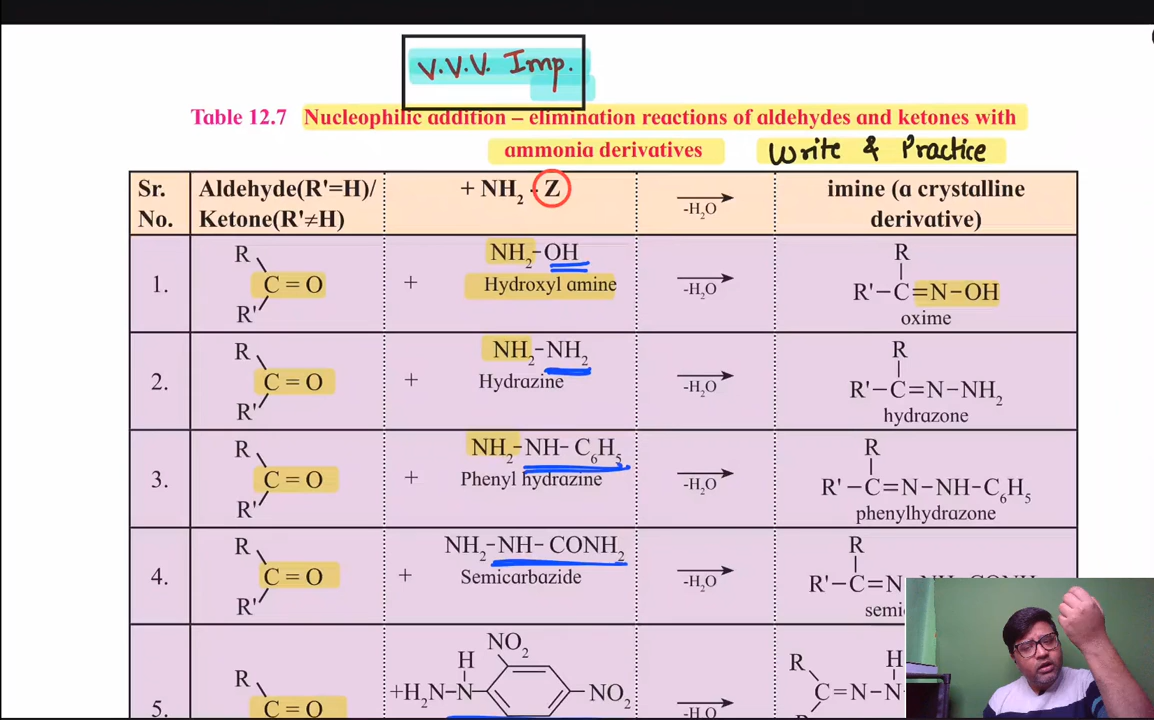 V.V.V. Imp.
Table 12.7 Nucleophilic addition – elimination reactions of aldehydes and ketones with
ammonia derivatives Write & Practice
Sr. No.
Aldehyde(R'=H)/ Ketone(R'≠H)
+ NH₂ - Z
-H₂O
imine (a crystalline derivative)
1.
R
C = O
R'
+
NH₂-OH
Hydroxyl amine
-H₂O
R
R'-C=N-OH
oxime
2.
R
C = O
R'
+
NH₂-NH₂
Hydrazine
-H₂O
R
R'-C=N-NH₂
hydrazone
3.
R
C = O
R'
+
NH₂-NH-C₆H₅
Phenyl hydrazine
-H₂O
R
R'-C=N-NH-C₆H₅
phenylhydrazone
4.
R
C = O
R'
+
NH₂-NH-CONH₂
Semicarbazide
-H₂O
R
R'-C=N
semi
5.
R
C = O
NO₂
H
+H₂N-N
NO₂
-H₂O
R
H
C=N-N